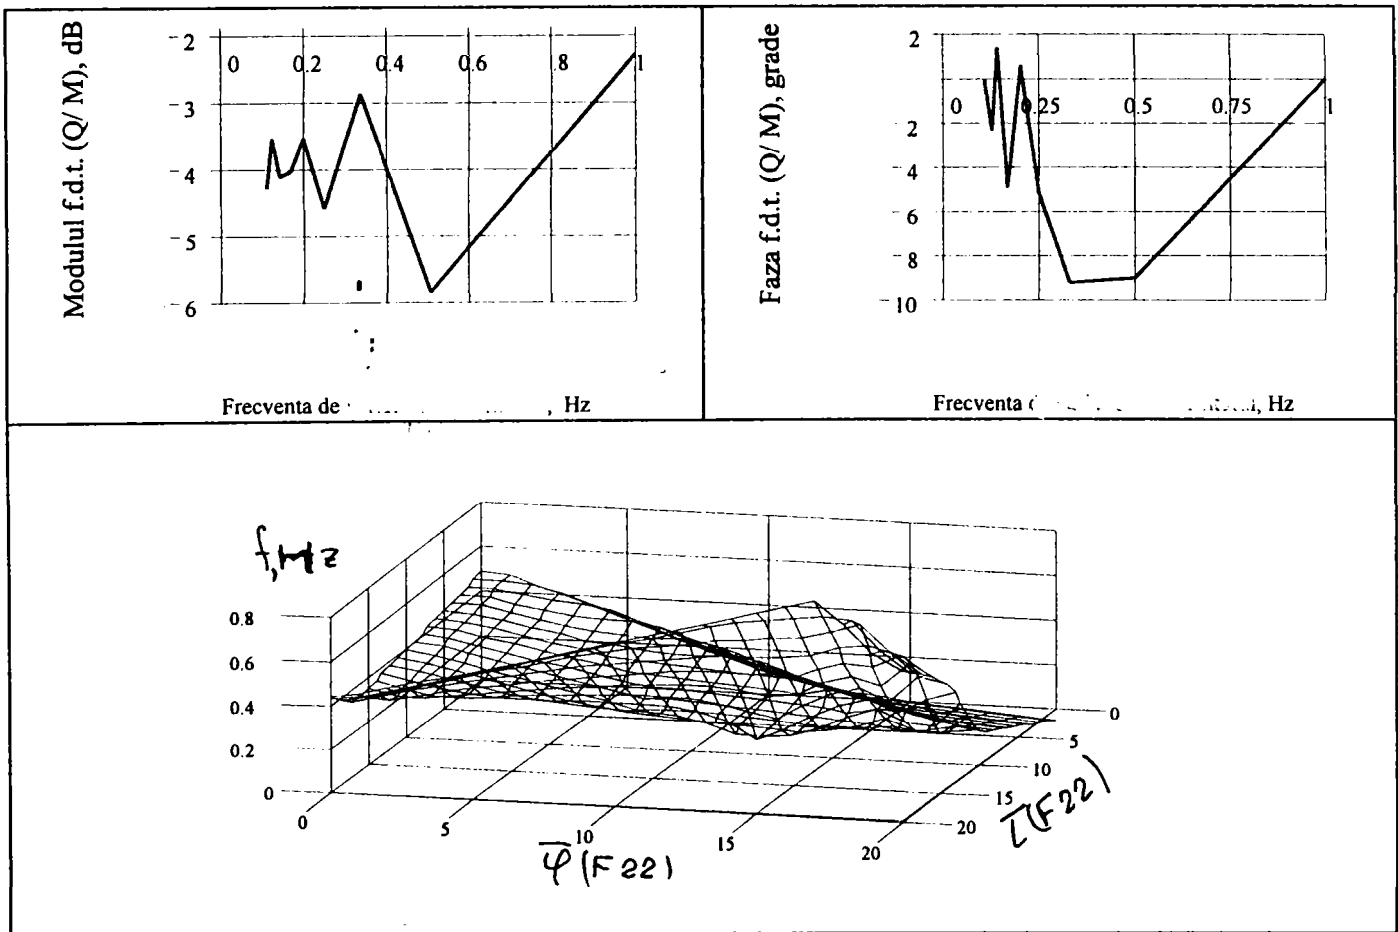 Modulul f.d.t. (Q/ M), dB
-2
-3
-4
-5
-6
0 0.2 0.4 0.6 0.8 1
Frecventa de , Hz
Faza f.d.t. (Q/ M), grade
2
2
4
6
8
-10
0 0.25 0.5 0.75 1
Frecventa , Hz
f, Hz
0.8
0.6
0.4
0.2
0
0 5 10 15 20
φ̅ (F22)
0
5
10
15
20
L̅ (F22)